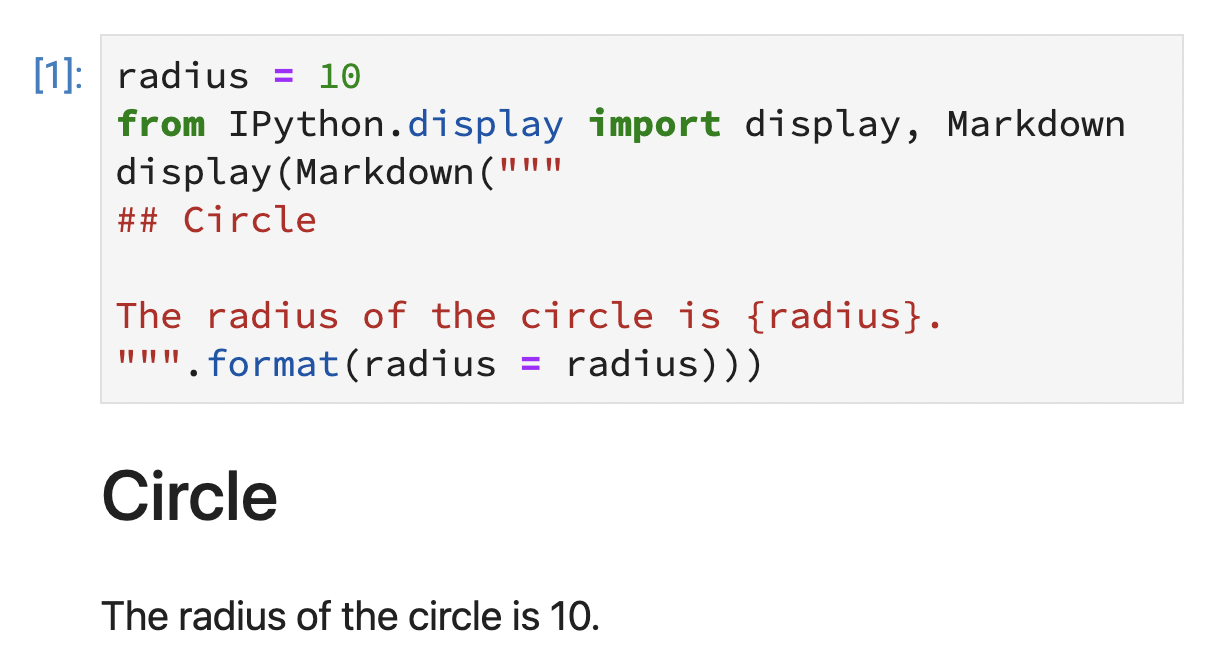 [1]: radius = 10
from IPython.display import display, Markdown
display(Markdown("""
## Circle
The radius of the circle is {radius}.
""".format(radius = radius)))
Circle
The radius of the circle is 10.